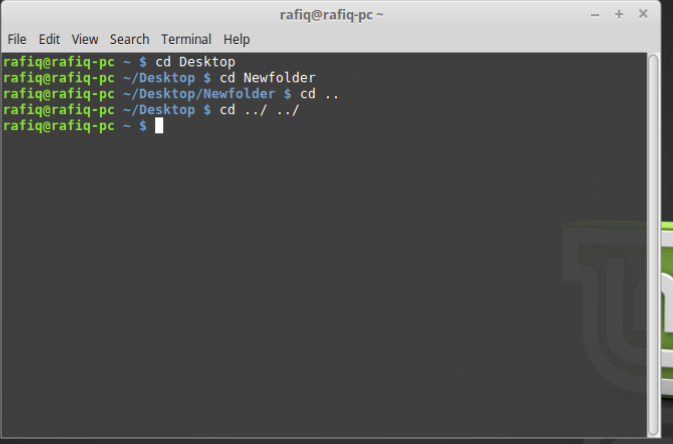 rafiq@rafiq-pc ~
File Edit View Search Terminal Help
rafiq@rafiq-pc ~ $ cd Desktop
rafiq@rafiq-pc ~/Desktop $ cd Newfolder
rafiq@rafiq-pc ~/Desktop/Newfolder $ cd ..
rafiq@rafiq-pc ~/Desktop $ cd ../ ../
rafiq@rafiq-pc ~ $